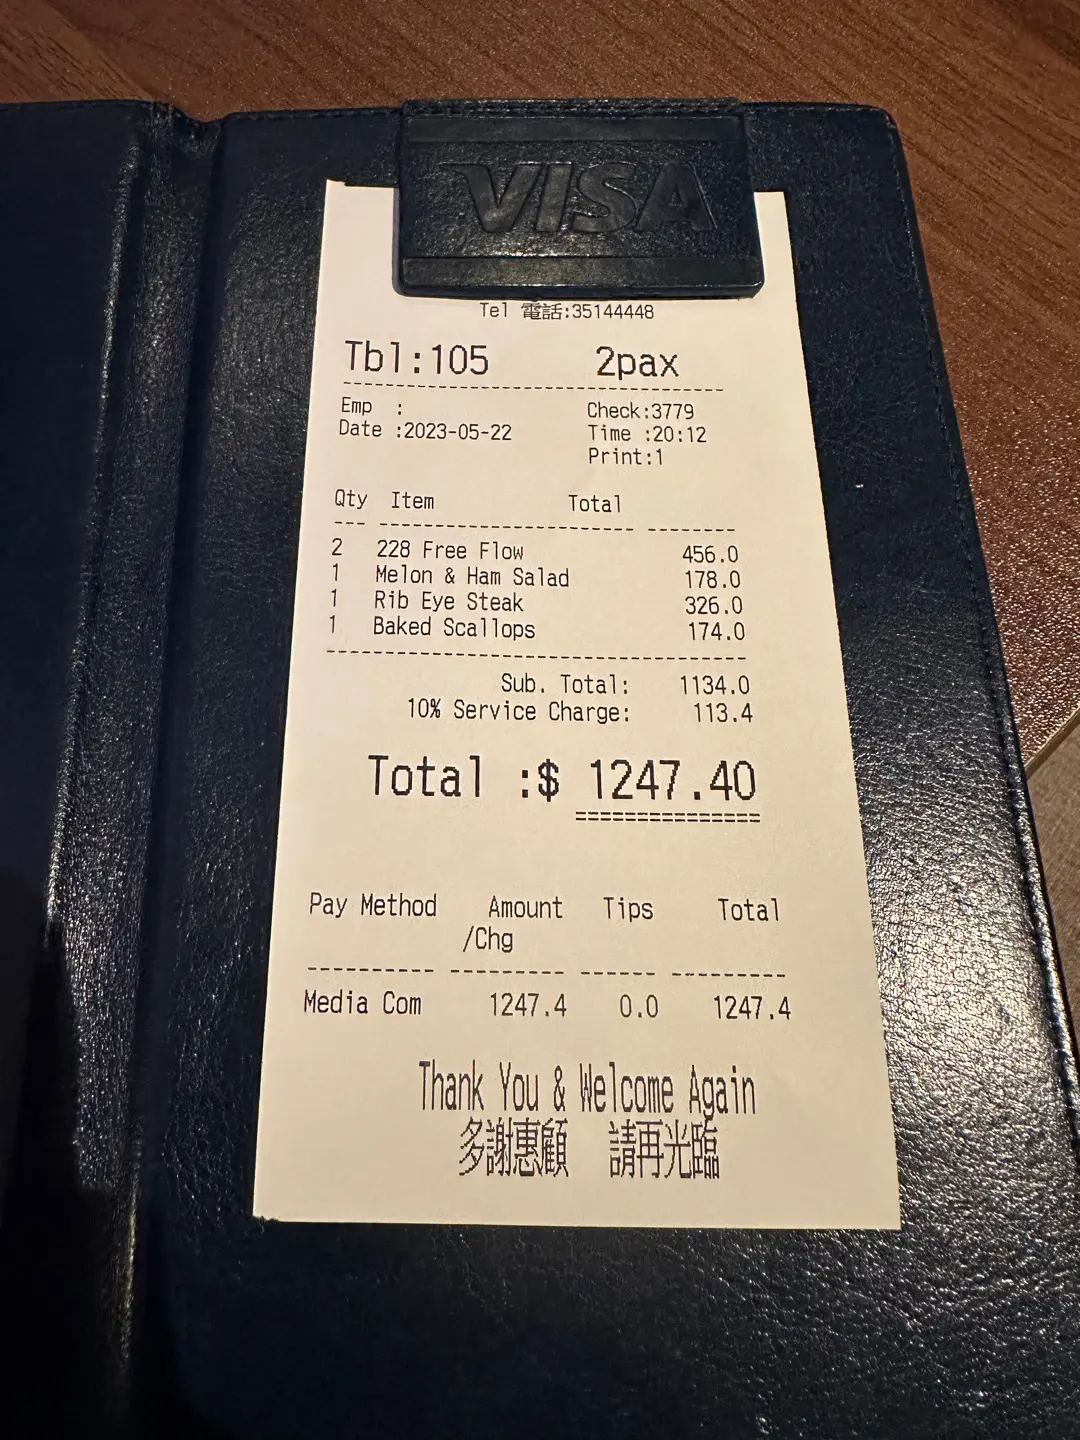 VISA
Tel 電話:35144448
Tbl:105 2pax
Emp : Check:3779
Date :2023-05-22 Time :20:12
Print:1
Qty Item Total
2 228 Free Flow 456.0
1 Melon & Ham Salad 178.0
1 Rib Eye Steak 326.0
1 Baked Scallops 174.0
Sub. Total: 1134.0
10% Service Charge: 113.4
Total :$ 1247.40
Pay Method Amount Tips Total
/Chg
Media Com 1247.4 0.0 1247.4
Thank You & Welcome Again
多謝惠顧 請再光臨